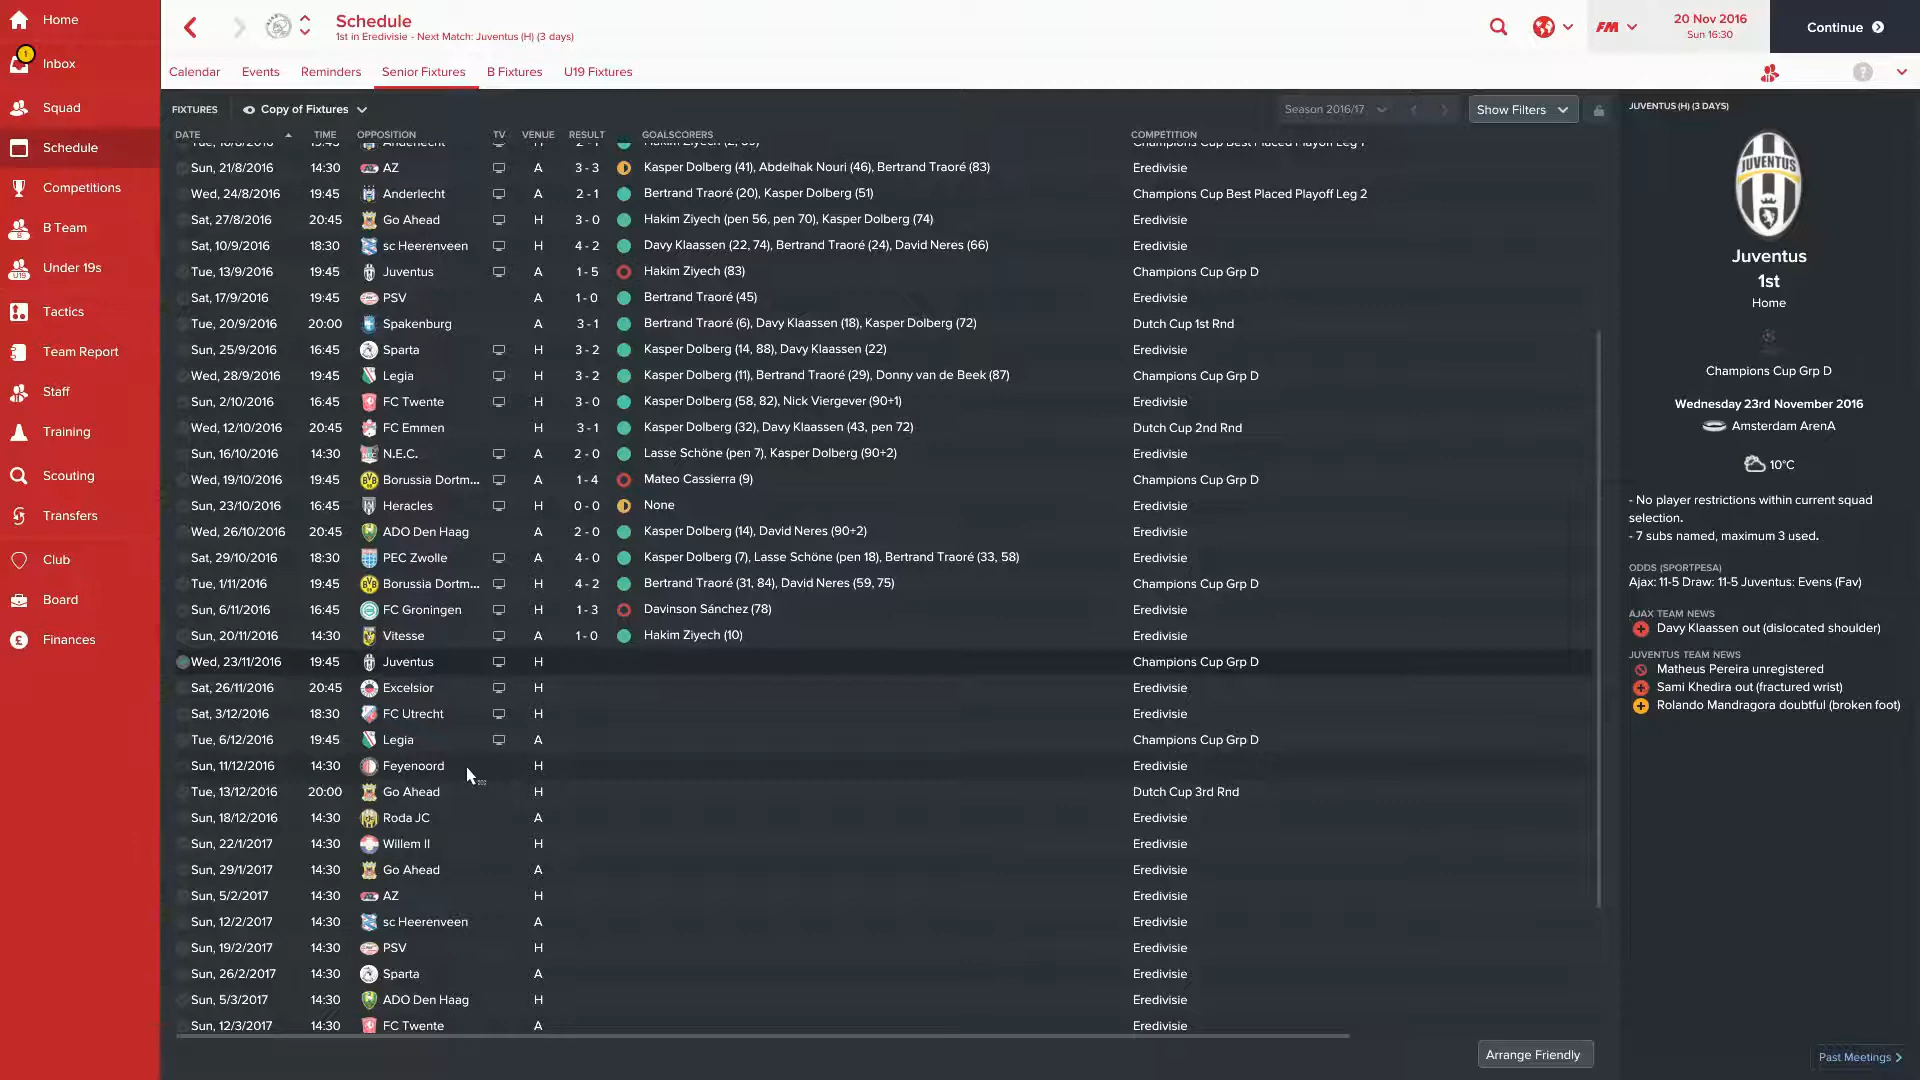 Home
1
Inbox
Squad
Schedule
Competitions
B Team
U19
Under 19s
Tactics
Team Report
Staff
Training
Scouting
Transfers
Club
Board
Finances
Schedule
1st in Eredivisie - Next Match: Juventus (H) (3 days)
FM
20 Nov 2016
Sun 16:30
Continue
Calendar Events Reminders Senior Fixtures B Fixtures U19 Fixtures
FIXTURES Copy of Fixtures Season 2016/17 Show Filters
DATE TIME OPPOSITION TV VENUE RESULT GOALSCORERS COMPETITION
Sun, 21/8/2016 14:30 AZ A 3 - 3 Kasper Dolberg (41), Abdelhak Nouri (46), Bertrand Traoré (83) Eredivisie
Wed, 24/8/2016 19:45 Anderlecht A 2 - 1 Bertrand Traoré (20), Kasper Dolberg (51) Champions Cup Best Placed Playoff Leg 2
Sat, 27/8/2016 20:45 Go Ahead H 3 - 0 Hakim Ziyech (pen 56, pen 70), Kasper Dolberg (74) Eredivisie
Sat, 10/9/2016 18:30 sc Heerenveen H 4 - 2 Davy Klaassen (22, 74), Bertrand Traoré (24), David Neres (66) Eredivisie
Tue, 13/9/2016 19:45 Juventus A 1 - 5 Hakim Ziyech (83) Champions Cup Grp D
Sat, 17/9/2016 19:45 PSV A 1 - 0 Bertrand Traoré (45) Eredivisie
Tue, 20/9/2016 20:00 Spakenburg A 3 - 1 Bertrand Traoré (6), Davy Klaassen (18), Kasper Dolberg (72) Dutch Cup 1st Rnd
Sun, 25/9/2016 16:45 Sparta H 3 - 2 Kasper Dolberg (14, 88), Davy Klaassen (22) Eredivisie
Wed, 28/9/2016 19:45 Legia H 3 - 2 Kasper Dolberg (11), Bertrand Traoré (29), Donny van de Beek (87) Champions Cup Grp D
Sun, 2/10/2016 16:45 FC Twente H 3 - 0 Kasper Dolberg (58, 82), Nick Viergever (90+1) Eredivisie
Wed, 12/10/2016 20:45 FC Emmen H 3 - 1 Kasper Dolberg (32), Davy Klaassen (43, pen 72) Dutch Cup 2nd Rnd
Sun, 16/10/2016 14:30 N.E.C. A 2 - 0 Lasse Schöne (pen 7), Kasper Dolberg (90+2) Eredivisie
Wed, 19/10/2016 19:45 Borussia Dortm... A 1 - 4 Mateo Cassierra (9) Champions Cup Grp D
Sun, 23/10/2016 16:45 Heracles H 0 - 0 None Eredivisie
Wed, 26/10/2016 20:45 ADO Den Haag A 2 - 0 Kasper Dolberg (14), David Neres (90+2) Eredivisie
Sat, 29/10/2016 18:30 PEC Zwolle A 4 - 0 Kasper Dolberg (7), Lasse Schöne (pen 18), Bertrand Traoré (33, 58) Eredivisie
Tue, 1/11/2016 19:45 Borussia Dortm... H 4 - 2 Bertrand Traoré (31, 84), David Neres (59, 75) Champions Cup Grp D
Sun, 6/11/2016 16:45 FC Groningen H 1 - 3 Davinson Sánchez (78) Eredivisie
Sun, 20/11/2016 14:30 Vitesse A 1 - 0 Hakim Ziyech (10) Eredivisie
Wed, 23/11/2016 19:45 Juventus H Champions Cup Grp D
Sat, 26/11/2016 20:45 Excelsior H Eredivisie
Sat, 3/12/2016 18:30 FC Utrecht H Eredivisie
Tue, 6/12/2016 19:45 Legia A Champions Cup Grp D
Sun, 11/12/2016 14:30 Feyenoord H Eredivisie
Tue, 13/12/2016 20:00 Go Ahead H Dutch Cup 3rd Rnd
Sun, 18/12/2016 14:30 Roda JC A Eredivisie
Sun, 22/1/2017 14:30 Willem II H Eredivisie
Sun, 29/1/2017 14:30 Go Ahead A Eredivisie
Sun, 5/2/2017 14:30 AZ H Eredivisie
Sun, 12/2/2017 14:30 sc Heerenveen A Eredivisie
Sun, 19/2/2017 14:30 PSV H Eredivisie
Sun, 26/2/2017 14:30 Sparta A Eredivisie
Sun, 5/3/2017 14:30 ADO Den Haag H Eredivisie
Sun, 12/3/2017 14:30 FC Twente A Eredivisie
Arrange Friendly
JUVENTUS (H) (3 DAYS)
JUVENTUS
Juventus
1st
Home
Champions Cup Grp D
Wednesday 23rd November 2016
Amsterdam ArenA
10°C
- No player restrictions within current squad
selection.
- 7 subs named, maximum 3 used.
ODDS (SPORTPESA)
Ajax: 11-5 Draw: 11-5 Juventus: Evens (Fav)
AJAX TEAM NEWS
Davy Klaassen out (dislocated shoulder)
JUVENTUS TEAM NEWS
Matheus Pereira unregistered
Sami Khedira out (fractured wrist)
Rolando Mandragora doubtful (broken foot)
Past Meetings